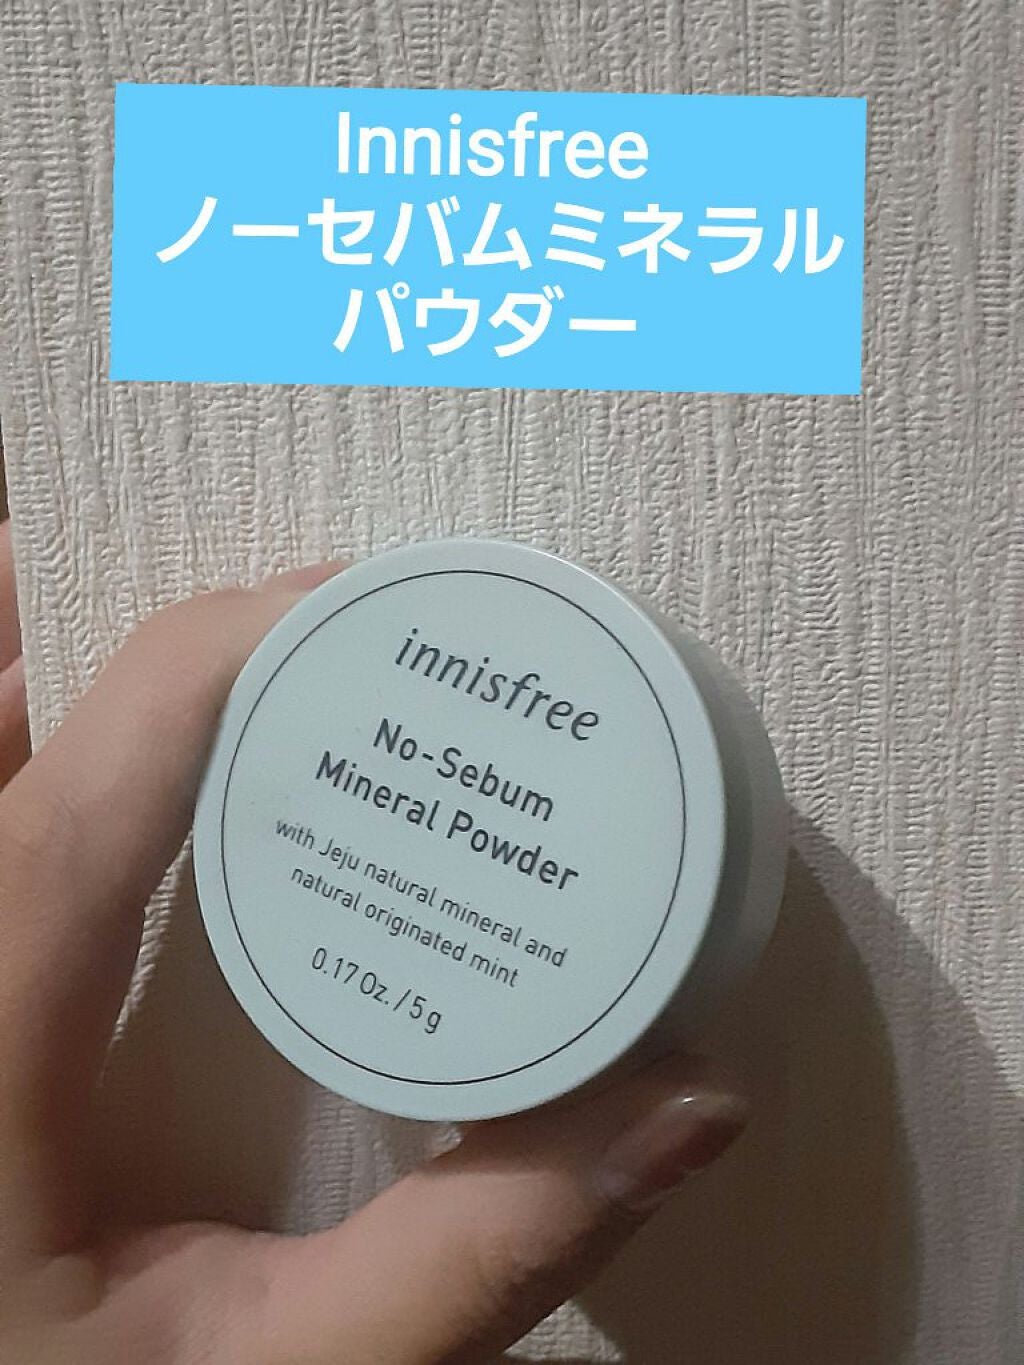 Innisfree
ノーセバムミネラル
パウダー
innisfree
No-Sebum
Mineral Powder
with Jeju natural mineral and
natural originated mint
0.17 Oz. / 5 g